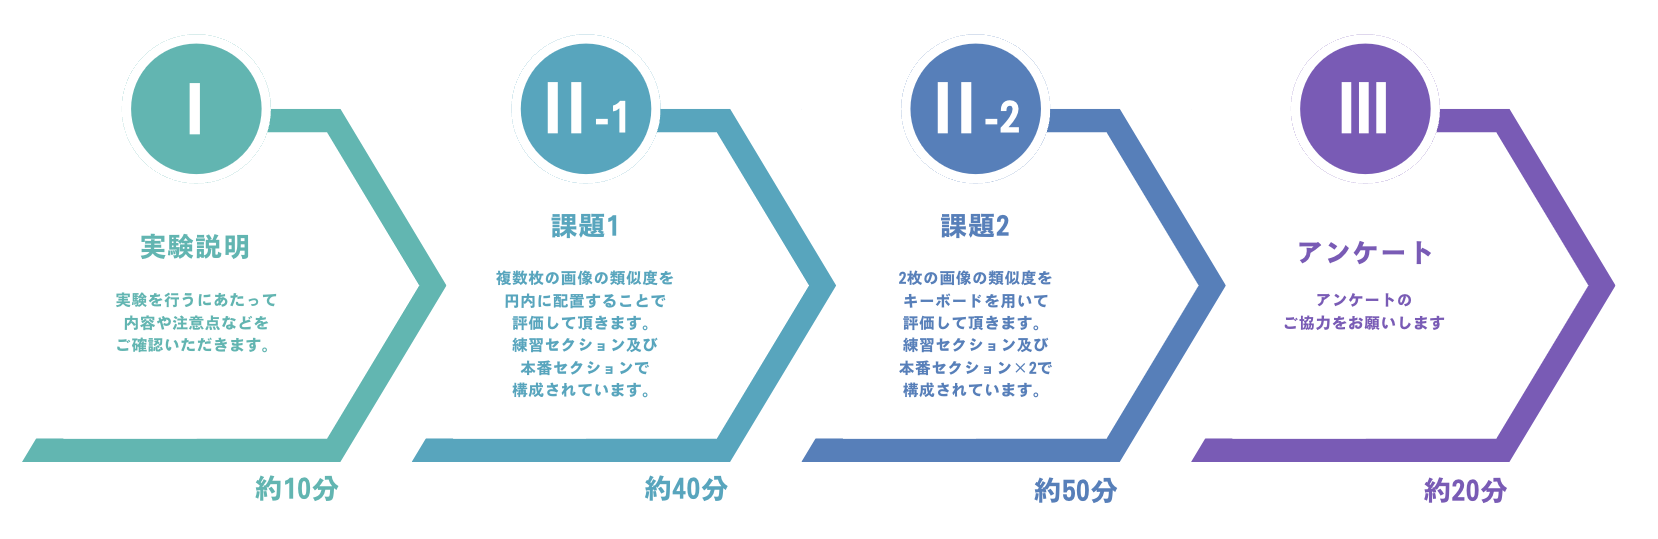 I
実験説明
実験を行うにあたって
内容や注意点などを
ご確認いただきます。
約10分
II-1
課題1
複数枚の画像の類似度を
円内に配置することで
評価して頂きます。
練習セクション及び
本番セクションで
構成されています。
約40分
II-2
課題2
2枚の画像の類似度を
キーボードを用いて
評価して頂きます。
練習セクション及び
本番セクション×2で
構成されています。
約50分
III
アンケート
アンケートの
ご協力をお願いします
約20分